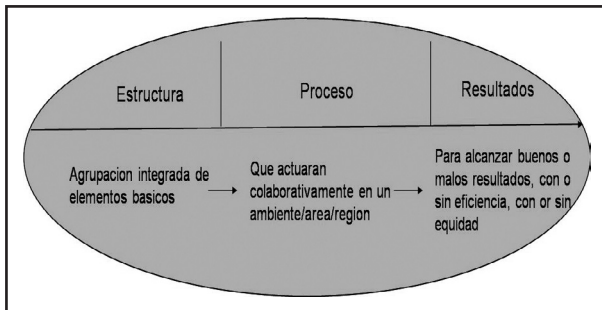 Estructura
Proceso
Resultados
Agrupacion integrada de
elementos basicos
Que actuaran
colaborativamente en un
ambiente/area/region
Para alcanzar buenos o
malos resultados, con o
sin eficiencia, con or sin
equidad